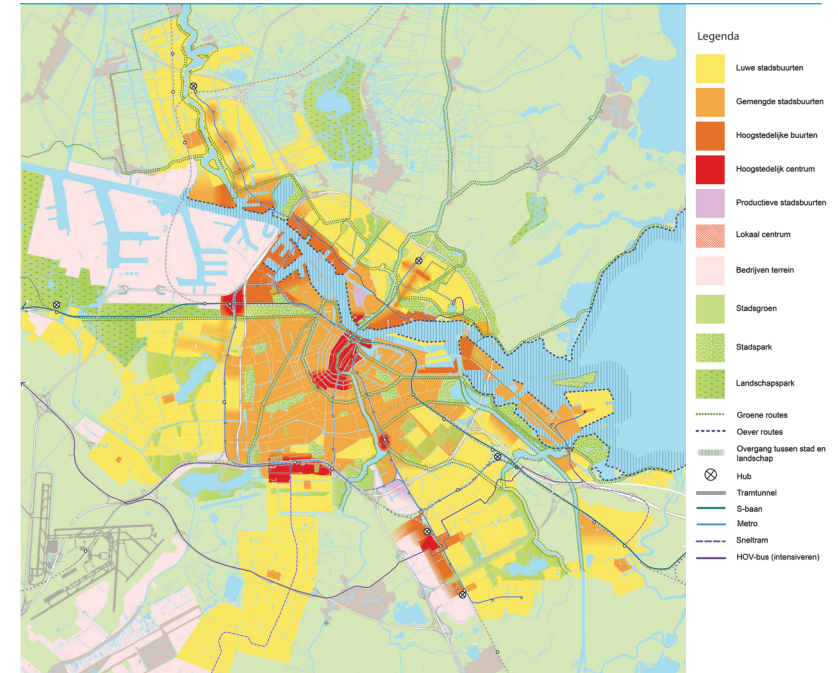 Legenda
Luwe stadsbuurten
Gemengde stadsbuurten
Hoogstedelijke buurten
Hoogstedelijk centrum
Productieve stadsbuurten
Lokaal centrum
Bedrijven terrein
Stadsgroen
Stadspark
Landschapspark
Groene routes
Oever routes
Overgang tussen stad en
landschap
Hub
Tramtunnel
S-baan
Metro
Sneltram
HOV-bus (intensiveren)